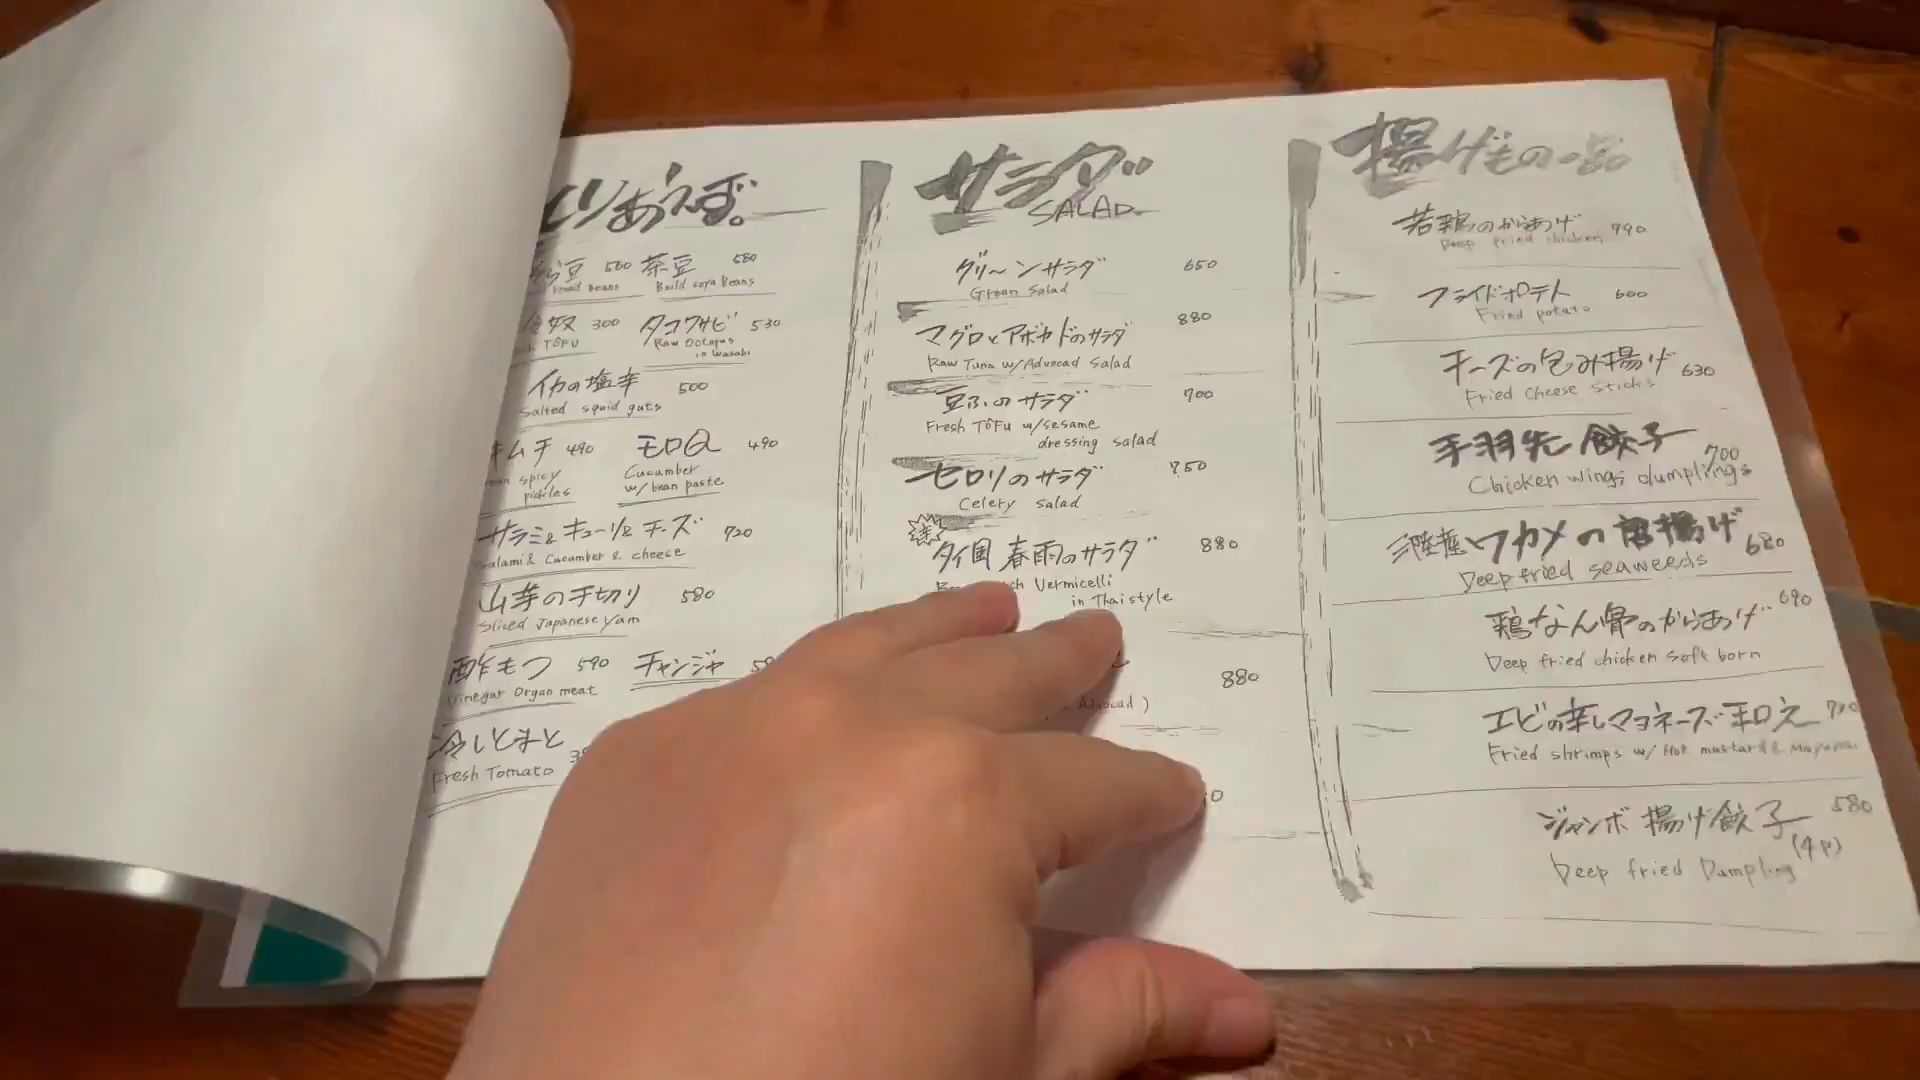 とりあえず。
豆 500 茶豆 580
Broad beans Boild soya Beans
奴 300 タコワサビ 530
TOFU Raw Octopus
in Wasabi
イカの塩辛 500
Salted squid guts
キムチ 490 モロQ 490
spicy Cucumber
pickles w/bean paste
サラミ&キューリ&チーズ 720
Salami & Cucumber & cheese
山芋の千切り 580
Sliced Japanese Yam
酢もつ 590 チャンジャ
Vinegar Organ meat
冷しとまと
Fresh Tomato
サラダ
SALAD
グリーンサラダ 650
Green Salad
マグロとアボカドのサラダ 880
Raw Tuna w/Advocad Salad
豆ふのサラダ 700
Fresh TOFU w/sesame
dressing salad
セロリのサラダ 750
Celery Salad
辛
タイ国 春雨のサラダ 880
Vermicelli
in Thai style
880
Advocad )
揚げもの一品
若鶏のからあげ 790
Deep fried chicken
フライドポテト 600
Fried potato
チーズの包み揚げ 630
Fried Cheese Sticks
手羽先餃子 700
Chicken wings dumplings
三陸産ワカメの唐揚げ 680
Deep fried seaweeds
鶏なん骨のからあげ 690
Deep fried chicken soft born
エビの辛しマヨネーズ和え
Fried shrimps w/ Hot mustard &
ジャンボ揚げ餃子 580
(4P)
Deep fried Dumpling